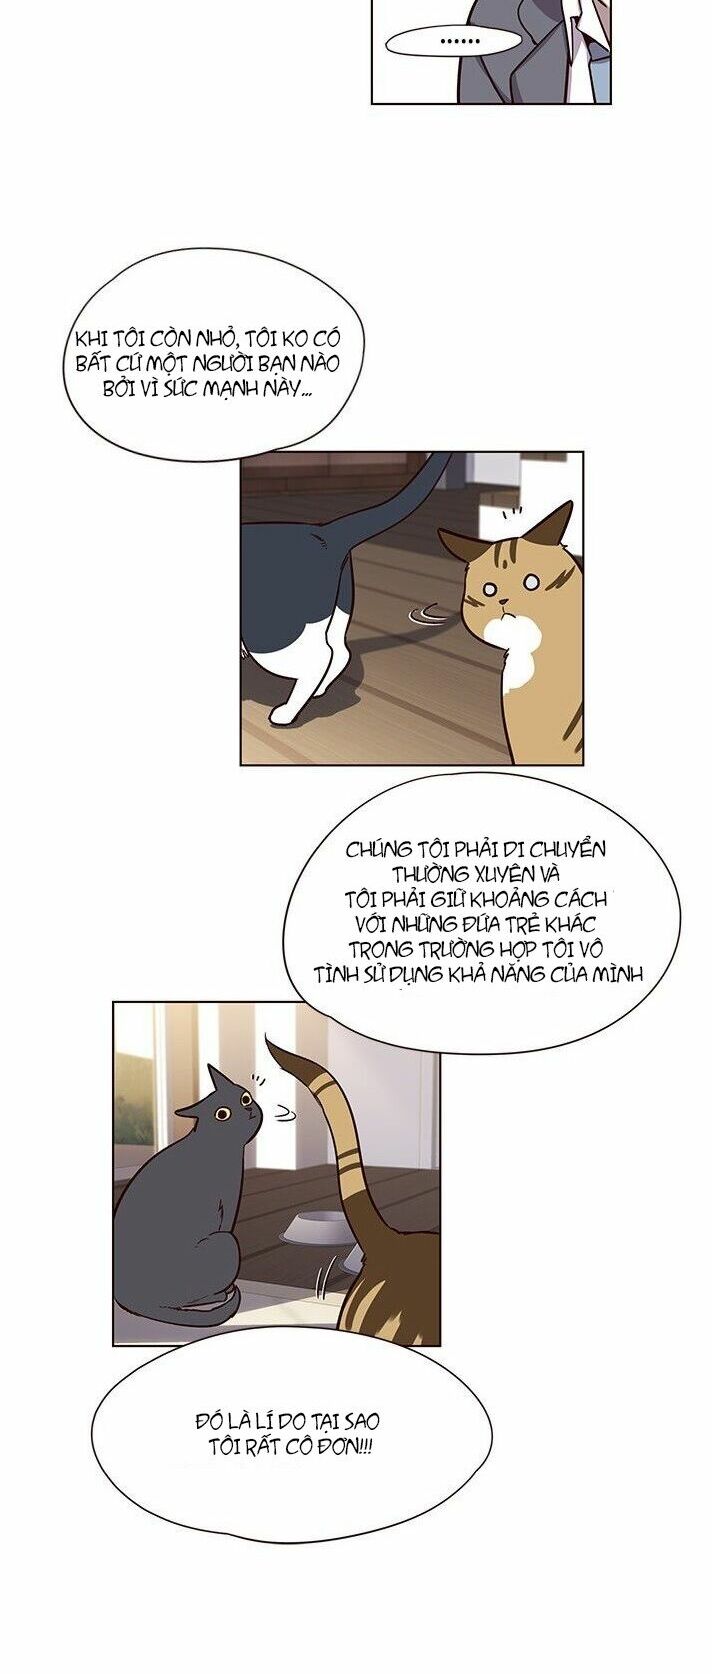 ......
KHI TÔI CÒN NHỎ, TÔI KO CÓ
BẤT CỨ MỘT NGƯỜI BẠN NÀO
BỞI VÌ SỨC MẠNH NÀY...
CHÚNG TÔI PHẢI DI CHUYỂN
THƯỜNG XUYÊN VÀ
TÔI PHẢI GIỮ KHOẢNG CÁCH
VỚI NHỮNG ĐỨA TRẺ KHÁC
TRONG TRƯỜNG HỢP TÔI VÔ
TÌNH SỬ DỤNG KHẢ NĂNG CỦA MÌNH
ĐÓ LÀ LÍ DO TẠI SAO
TÔI RẤT CÔ ĐƠN!!!